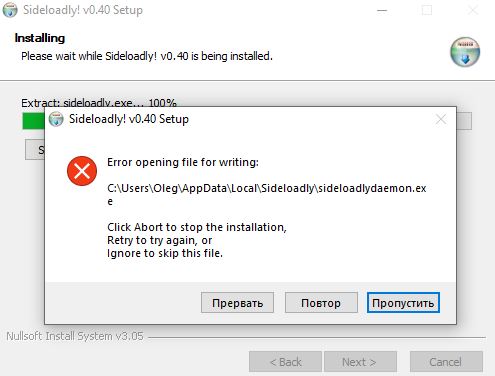 Sideloadly! v0.40 Setup
Installing
Please wait while Sideloadly! v0.40 is being installed.
Extract: sideloadly.exe... 100%
S
Sideloadly! v0.40 Setup
Error opening file for writing:
C:\Users\Oleg\AppData\Local\Sideloadly\sideloadlydaemon.ex
e
Click Abort to stop the installation,
Retry to try again, or
Ignore to skip this file.
Прервать Повтор Пропустить
Nullsoft Install System v3.05
< Back Next > Cancel